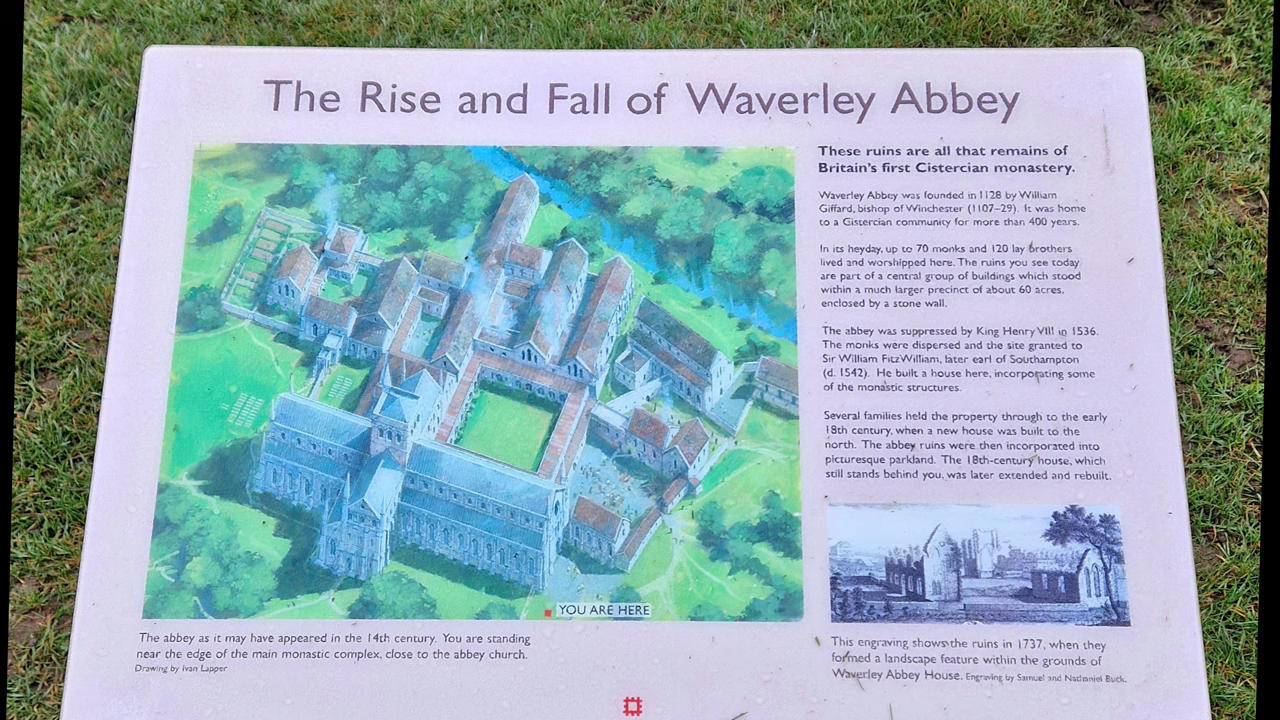 The Rise and Fall of Waverley Abbey
These ruins are all that remains of
Britain's first Cistercian monastery.
Waverley Abbey was founded in 1128 by William
Giffard, bishop of Winchester (1107–29). It was home
to a Cistercian community for more than 400 years.
In its heyday, up to 70 monks and 120 lay brothers
lived and worshipped here. The ruins you see today
are part of a central group of buildings which stood
within a much larger precinct of about 60 acres,
enclosed by a stone wall.
The abbey was suppressed by King Henry VIII in 1536.
The monks were dispersed and the site granted to
Sir William FitzWilliam, later earl of Southampton
(d. 1542). He built a house here, incorporating some
of the monastic structures.
Several families held the property through to the early
18th century, when a new house was built to the
north. The abbey ruins were then incorporated into
picturesque parkland. The 18th-century house, which
still stands behind you, was later extended and rebuilt.
YOU ARE HERE
The abbey as it may have appeared in the 14th century. You are standing
near the edge of the main monastic complex, close to the abbey church.
Drawing by Ivan Lapper
This engraving shows the ruins in 1737, when they
formed a landscape feature within the grounds of
Waverley Abbey House. Engraving by Samuel and Nathaniel Buck.